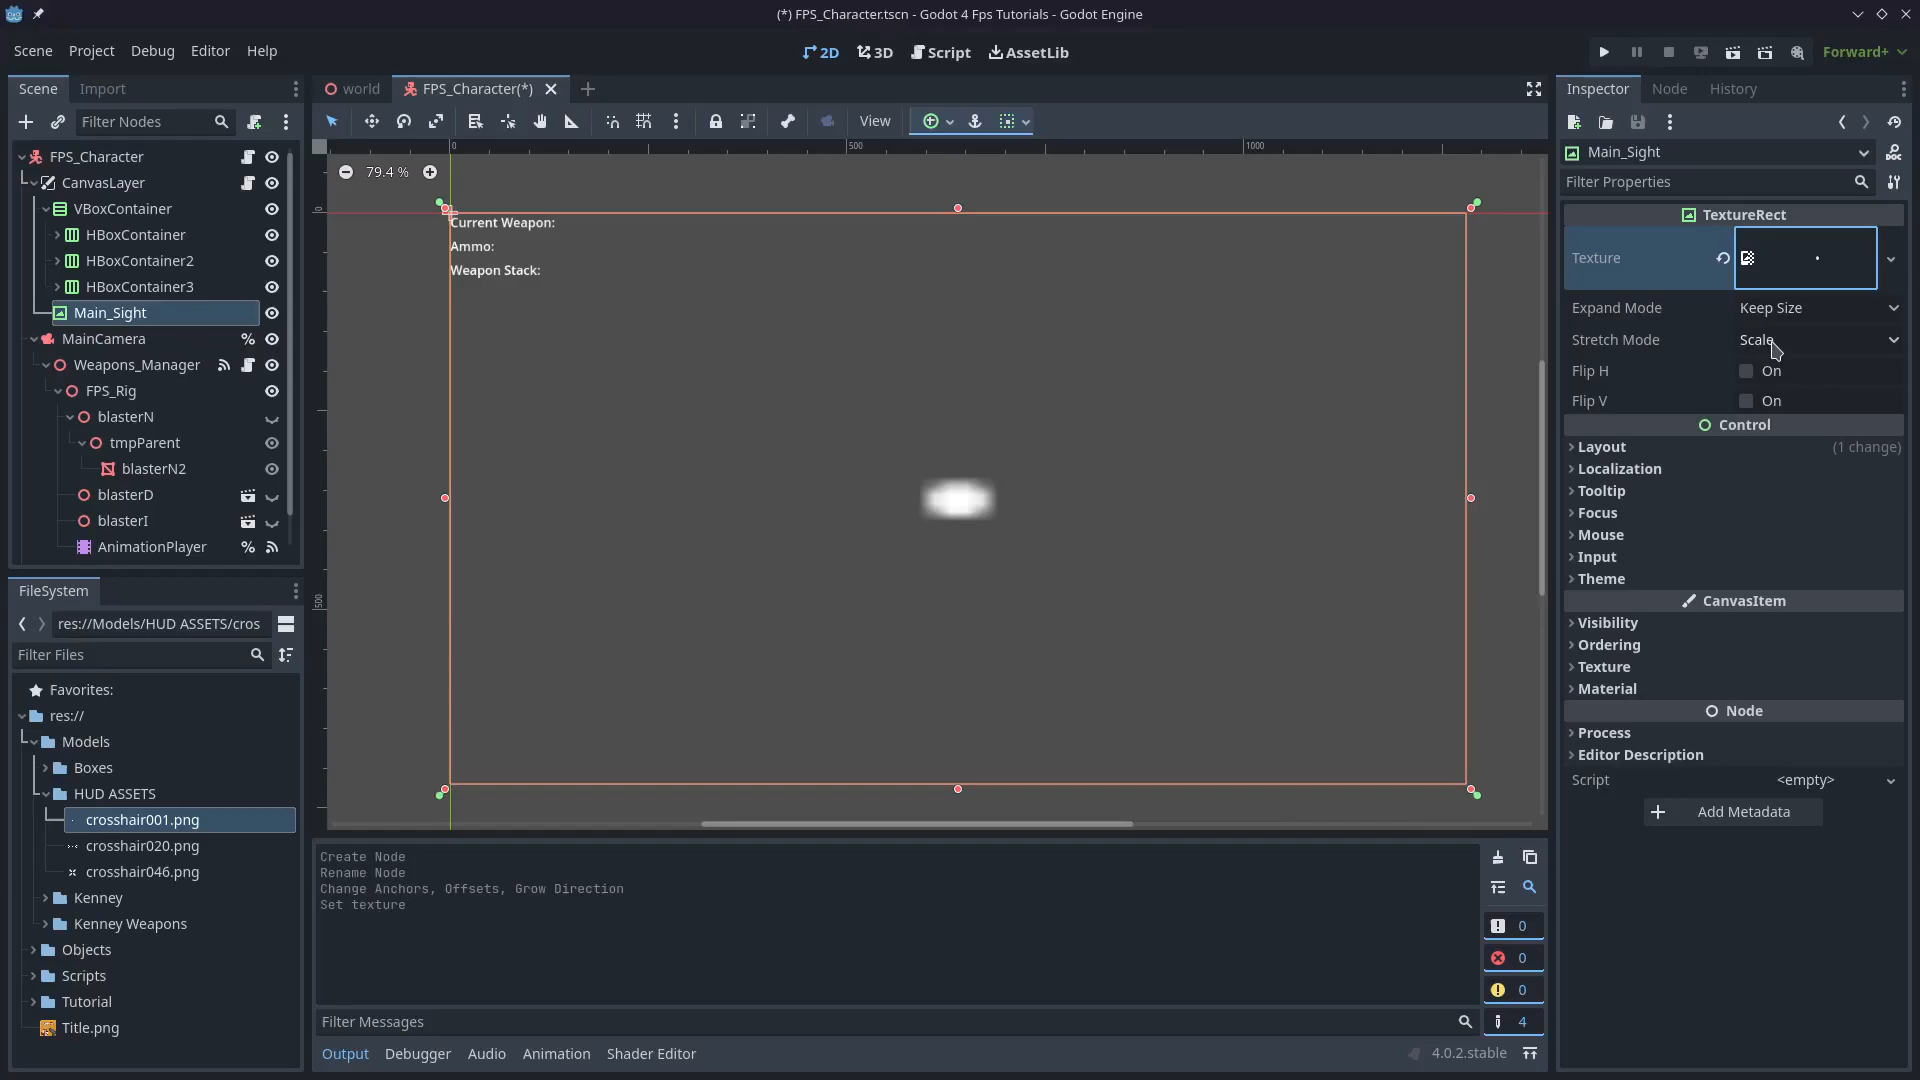 (*) FPS_Character.tscn - Godot 4 Fps Tutorials - Godot Engine
Scene Project Debug Editor Help
2D 3D Script AssetLib
Forward+
Scene Import
Filter Nodes
FPS_Character
CanvasLayer
VBoxContainer
HBoxContainer
HBoxContainer2
HBoxContainer3
Main_Sight
MainCamera
Weapons_Manager
FPS_Rig
blasterN
tmpParent
blasterN2
blasterD
blasterI
AnimationPlayer
FileSystem
res://Models/HUD ASSETS/cros
Filter Files
Favorites:
res://
Models
Boxes
HUD ASSETS
crosshair001.png
crosshair020.png
crosshair046.png
Kenney
Kenney Weapons
Objects
Scripts
Tutorial
Title.png
world FPS_Character(*)
View
0 500 1000
79.4 %
0
500
Current Weapon:
Ammo:
Weapon Stack:
Create Node
Rename Node
Change Anchors, Offsets, Grow Direction
Set texture
0
0
0
4
Filter Messages
Output Debugger Audio Animation Shader Editor
4.0.2.stable
Inspector Node History
Main_Sight
Filter Properties
TextureRect
Texture
Expand Mode Keep Size
Stretch Mode Scale
Flip H On
Flip V On
Control
Layout (1 change)
Localization
Tooltip
Focus
Mouse
Input
Theme
CanvasItem
Visibility
Ordering
Texture
Material
Node
Process
Editor Description
Script <empty>
Add Metadata